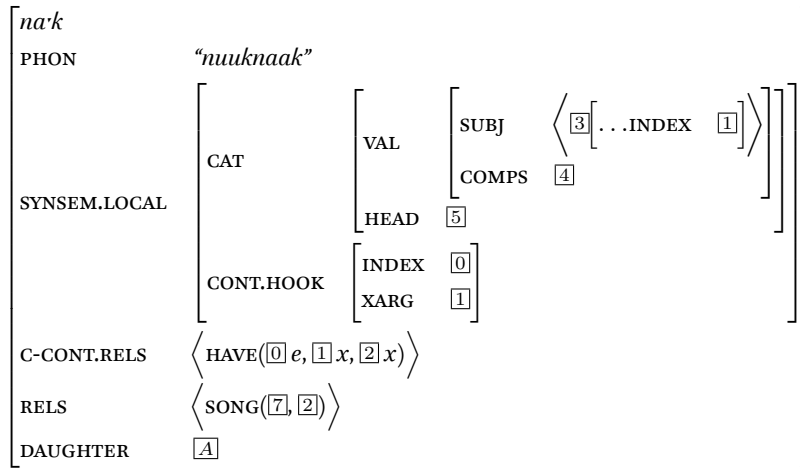 na·k
PHON “nuuknaak”
SUBJ ⟨ 3[...INDEX 1] ⟩
VAL
CAT COMPS 4
SYNSEM.LOCAL HEAD 5
INDEX 0
CONT.HOOK
XARG 1
C-CONT.RELS ⟨ HAVE(0 e, 1 x, 2 x) ⟩
RELS ⟨ SONG(7, 2) ⟩
DAUGHTER A